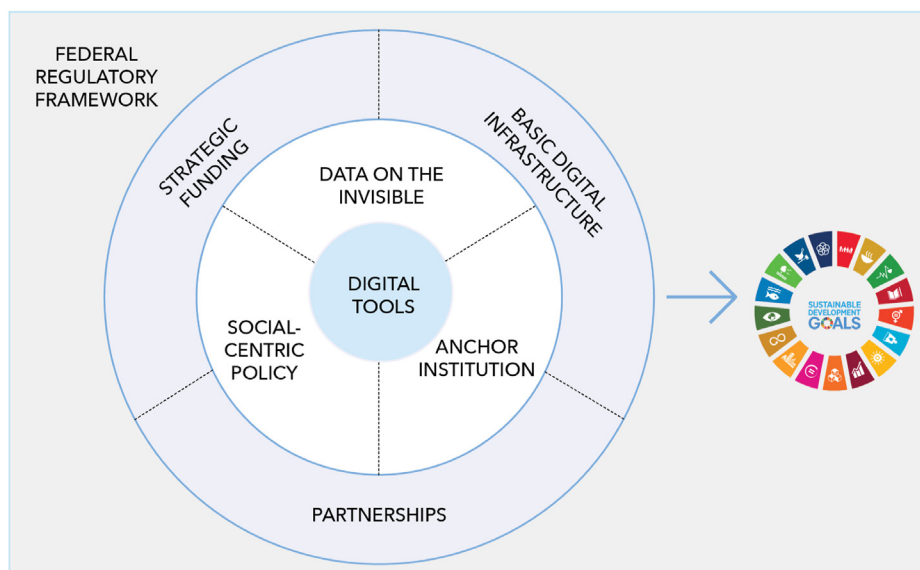 FEDERAL
REGULATORY
FRAMEWORK
STRATEGIC
FUNDING
BASIC DIGITAL
INFRASTRUCTURE
DATA ON THE
INVISIBLE
DIGITAL
TOOLS
SOCIAL-
CENTRIC
POLICY
ANCHOR
INSTITUTION
PARTNERSHIPS
SUSTAINABLE
DEVELOPMENT
GOALS